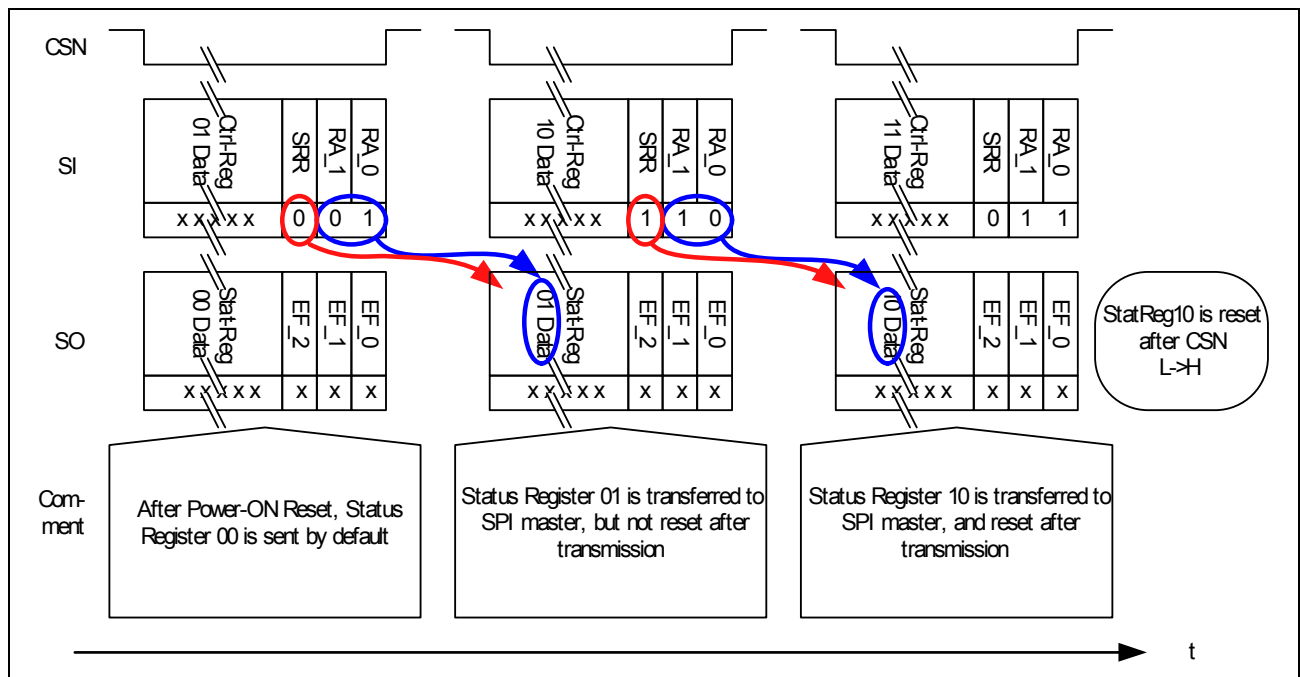 CSN
SI
Ctrl-Reg
01 Data
SRR
RA_1
RA_0
x x x x x
0
0
1
Ctrl-Reg
10 Data
SRR
RA_1
RA_0
x x x x x
1
1
0
Ctrl-Reg
11 Data
SRR
RA_1
RA_0
x x x x x
0
1
1
SO
Stat-Reg
00 Data
EF_2
EF_1
EF_0
x x x x x
x
x
x
Stat-Reg
01 Data
EF_2
EF_1
EF_0
x x x x x
x
x
x
Stat-Reg
10 Data
EF_2
EF_1
EF_0
x x x x x
x
x
x
StatReg10 is reset
after CSN
L->H
Com-
ment
After Power-ON Reset, Status
Register 00 is sent by default
Status Register 01 is transferred to
SPI master, but not reset after
transmission
Status Register 10 is transferred to
SPI master, and reset after
transmission
t